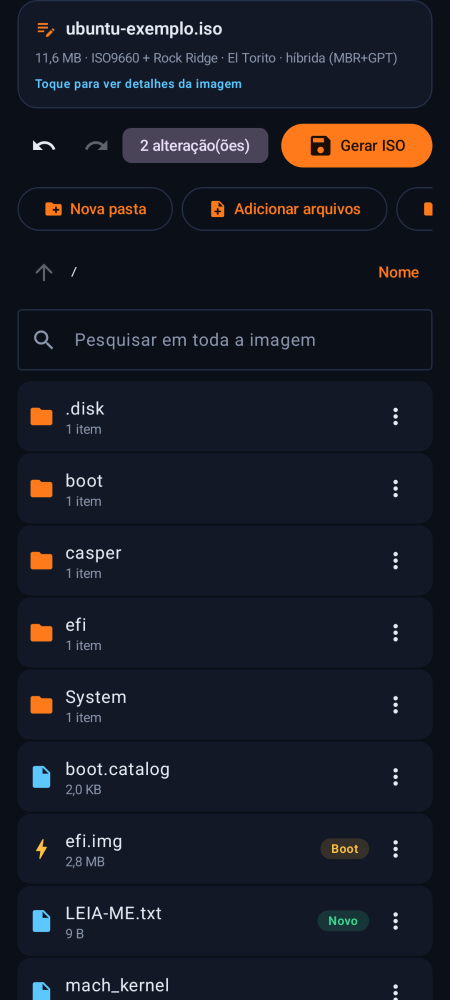 ubuntu-exemplo.iso
11,6 MB · ISO9660 + Rock Ridge · El Torito · híbrida (MBR+GPT)
Toque para ver detalhes da imagem
2 alteração(ões)
Gerar ISO
Nova pasta
Adicionar arquivos
/
Nome
Pesquisar em toda a imagem
.disk
1 item
boot
1 item
casper
1 item
efi
1 item
System
1 item
boot.catalog
2,0 KB
efi.img
Boot
2,8 MB
LEIA-ME.txt
Novo
9 B
mach_kernel